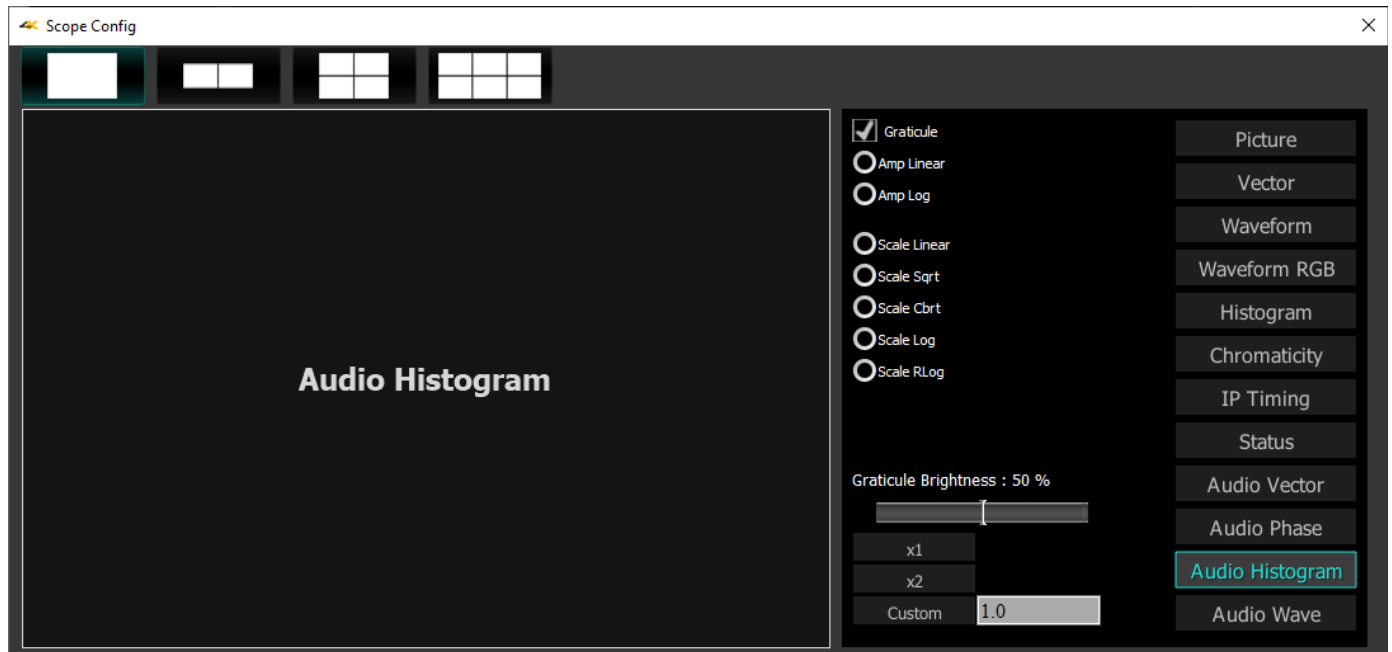 4K Scope Config
Audio Histogram
Graticule
Amp Linear
Amp Log
Scale Linear
Scale Sqrt
Scale Cbrt
Scale Log
Scale RLog
Graticule Brightness : 50 %
x1
x2
Custom 1.0
Picture
Vector
Waveform
Waveform RGB
Histogram
Chromaticity
IP Timing
Status
Audio Vector
Audio Phase
Audio Histogram
Audio Wave